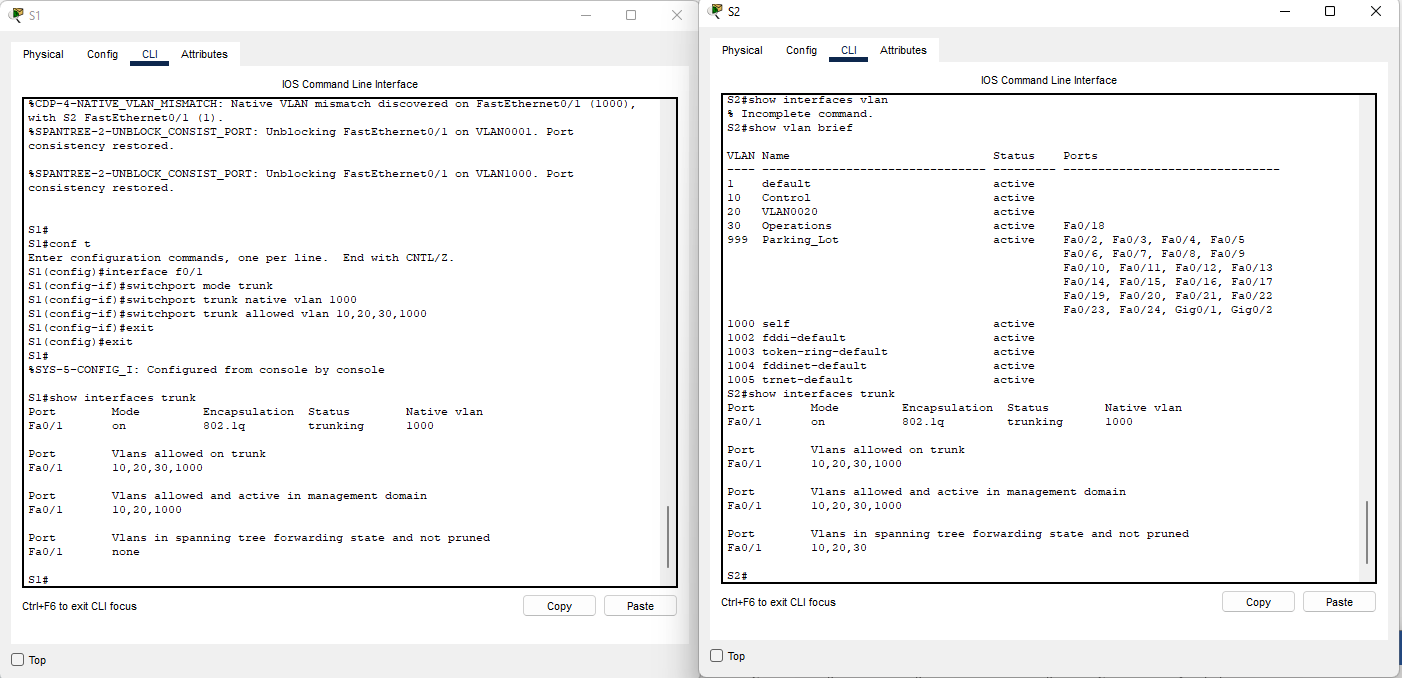 S1
Physical Config CLI Attributes
IOS Command Line Interface
%CDP-4-NATIVE_VLAN_MISMATCH: Native VLAN mismatch discovered on FastEthernet0/1 (1000),
with S2 FastEthernet0/1 (1).
%SPANTREE-2-UNBLOCK_CONSIST_PORT: Unblocking FastEthernet0/1 on VLAN0001. Port
consistency restored.
%SPANTREE-2-UNBLOCK_CONSIST_PORT: Unblocking FastEthernet0/1 on VLAN1000. Port
consistency restored.
S1#
S1#conf t
Enter configuration commands, one per line.  End with CNTL/Z.
S1(config)#interface f0/1
S1(config-if)#switchport mode trunk
S1(config-if)#switchport trunk native vlan 1000
S1(config-if)#switchport trunk allowed vlan 10,20,30,1000
S1(config-if)#exit
S1(config)#exit
S1#
%SYS-5-CONFIG_I: Configured from console by console
S1#show interfaces trunk
Port        Mode         Encapsulation  Status        Native vlan
Fa0/1       on           802.1q         trunking      1000
Port        Vlans allowed on trunk
Fa0/1       10,20,30,1000
Port        Vlans allowed and active in management domain
Fa0/1       10,20,1000
Port        Vlans in spanning tree forwarding state and not pruned
Fa0/1       none
S1#
Ctrl+F6 to exit CLI focus
Copy Paste
Top
S2
Physical Config CLI Attributes
IOS Command Line Interface
S2#show interfaces vlan
% Incomplete command.
S2#show vlan brief
VLAN Name                             Status    Ports
---- -------------------------------- --------- -------------------------------
1    default                          active
10   Control                          active
20   VLAN0020                         active
30   Operations                       active    Fa0/18
999  Parking_Lot                      active    Fa0/2, Fa0/3, Fa0/4, Fa0/5
Fa0/6, Fa0/7, Fa0/8, Fa0/9
Fa0/10, Fa0/11, Fa0/12, Fa0/13
Fa0/14, Fa0/15, Fa0/16, Fa0/17
Fa0/19, Fa0/20, Fa0/21, Fa0/22
Fa0/23, Fa0/24, Gig0/1, Gig0/2
1000 self                             active
1002 fddi-default                     active
1003 token-ring-default               active
1004 fddinet-default                  active
1005 trnet-default                    active
S2#show interfaces trunk
Port        Mode         Encapsulation  Status        Native vlan
Fa0/1       on           802.1q         trunking      1000
Port        Vlans allowed on trunk
Fa0/1       10,20,30,1000
Port        Vlans allowed and active in management domain
Fa0/1       10,20,30,1000
Port        Vlans in spanning tree forwarding state and not pruned
Fa0/1       10,20,30
S2#
Ctrl+F6 to exit CLI focus
Copy Paste
Top